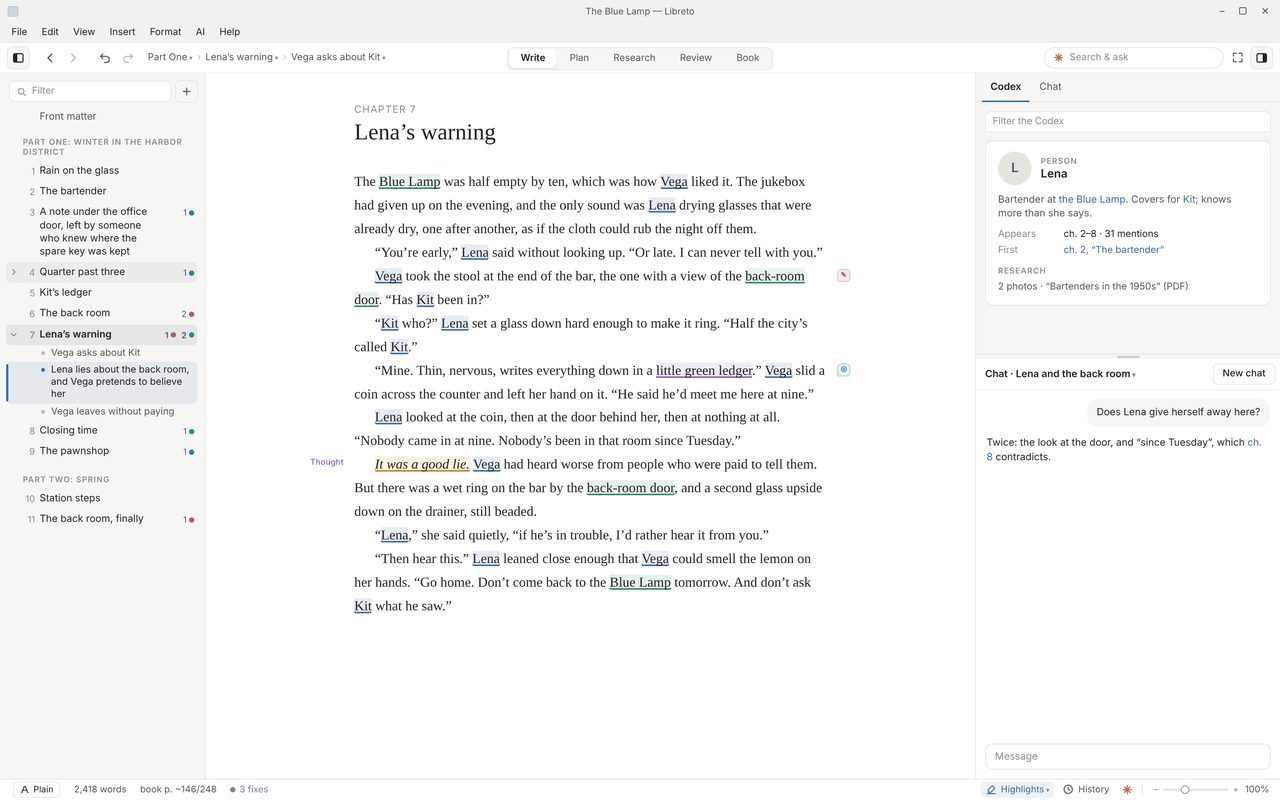 The Blue Lamp — Libreto
File Edit View Insert Format AI Help
Part One › Lena’s warning › Vega asks about Kit
Write Plan Research Review Book
Search & ask
Filter
Front matter
PART ONE: WINTER IN THE HARBOR
DISTRICT
1 Rain on the glass
2 The bartender
3 A note under the office 1
door, left by someone
who knew where the
spare key was kept
4 Quarter past three 1
5 Kit’s ledger
6 The back room 2
7 Lena’s warning 1 2
Vega asks about Kit
Lena lies about the back room,
and Vega pretends to believe
her
Vega leaves without paying
8 Closing time 1
9 The pawnshop 1
PART TWO: SPRING
10 Station steps
11 The back room, finally 1
CHAPTER 7
Lena’s warning
The Blue Lamp was half empty by ten, which was how Vega liked it. The jukebox
had given up on the evening, and the only sound was Lena drying glasses that were
already dry, one after another, as if the cloth could rub the night off them.
“You’re early,” Lena said without looking up. “Or late. I can never tell with you.”
Vega took the stool at the end of the bar, the one with a view of the back-room
door. “Has Kit been in?”
“Kit who?” Lena set a glass down hard enough to make it ring. “Half the city’s
called Kit.”
“Mine. Thin, nervous, writes everything down in a little green ledger.” Vega slid a
coin across the counter and left her hand on it. “He said he’d meet me here at nine.”
Lena looked at the coin, then at the door behind her, then at nothing at all.
“Nobody came in at nine. Nobody’s been in that room since Tuesday.”
Thought
It was a good lie. Vega had heard worse from people who were paid to tell them.
But there was a wet ring on the bar by the back-room door, and a second glass upside
down on the drainer, still beaded.
“Lena,” she said quietly, “if he’s in trouble, I’d rather hear it from you.”
“Then hear this.” Lena leaned close enough that Vega could smell the lemon on
her hands. “Go home. Don’t come back to the Blue Lamp tomorrow. And don’t ask
Kit what he saw.”
Codex Chat
Filter the Codex
L
PERSON
Lena
Bartender at the Blue Lamp. Covers for Kit; knows
more than she says.
Appears ch. 2–8 · 31 mentions
First ch. 2, “The bartender”
RESEARCH
2 photos · “Bartenders in the 1950s” (PDF)
Chat · Lena and the back room
New chat
Does Lena give herself away here?
Twice: the look at the door, and “since Tuesday”, which ch.
8 contradicts.
Message
A Plain 2,418 words book p. ~146/248 3 fixes
Highlights History − + 100%